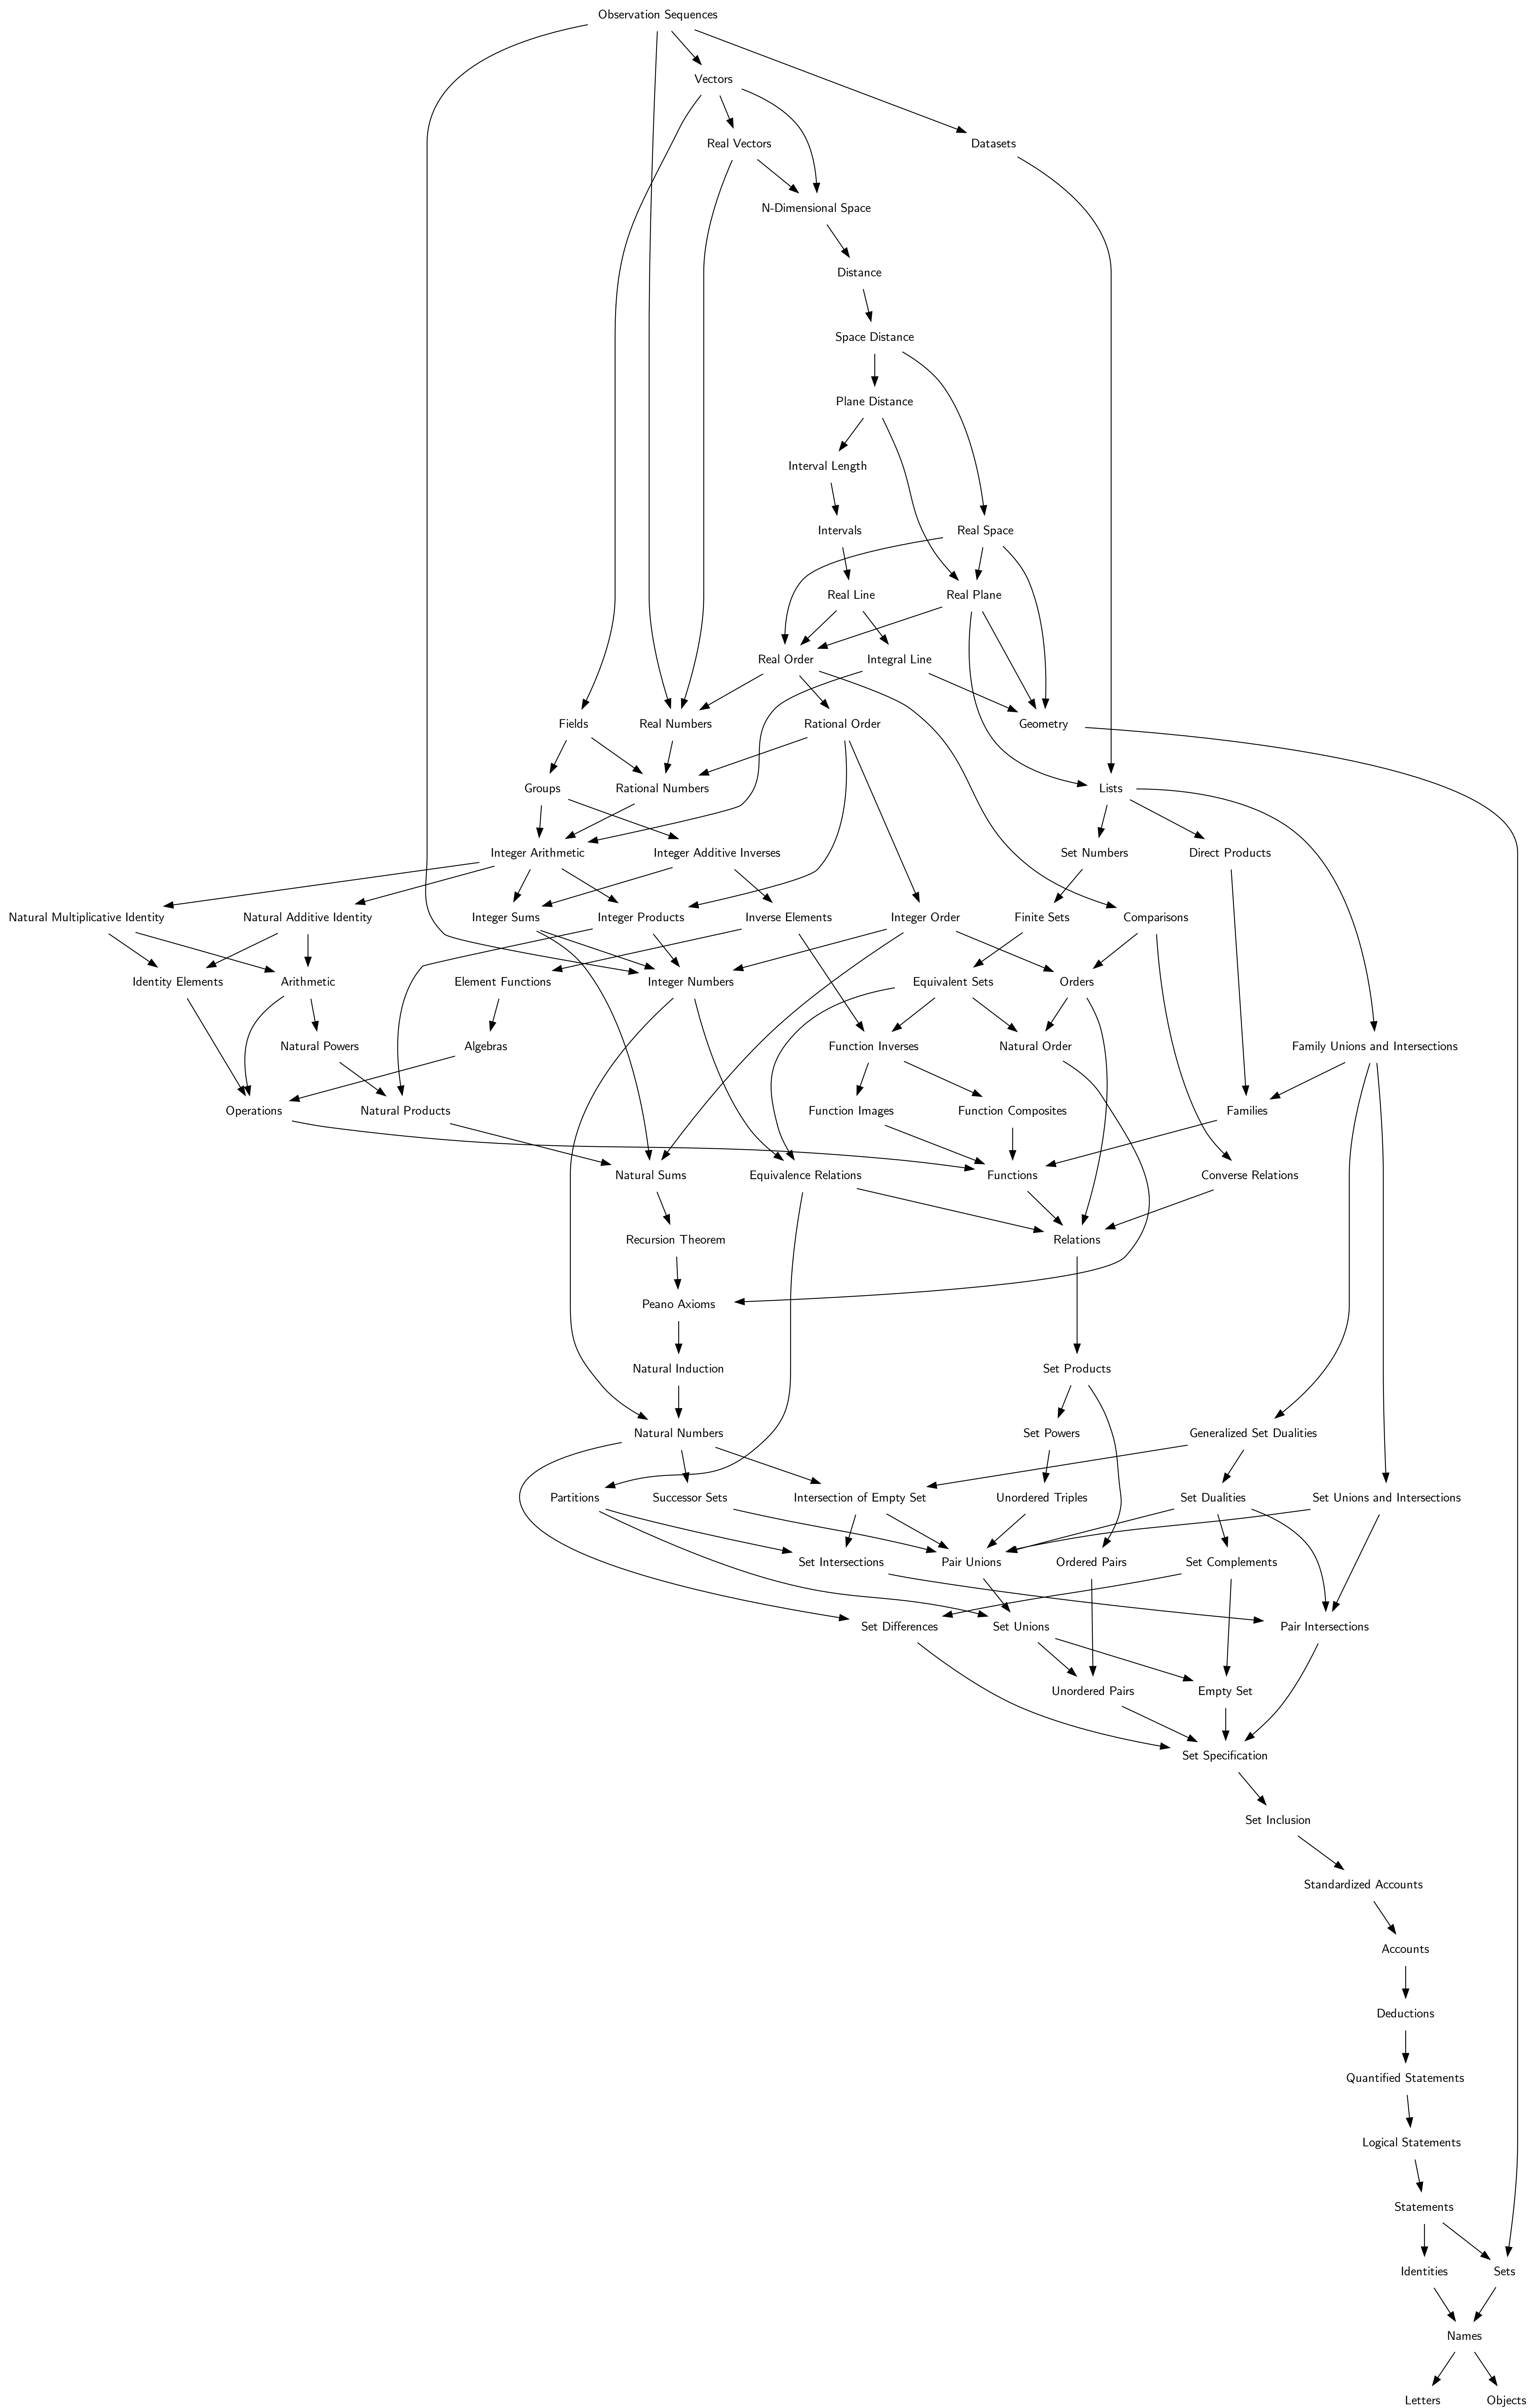 Observation Sequences
Vectors
Real Vectors
Datasets
N-Dimensional Space
Distance
Space Distance
Plane Distance
Interval Length
Intervals
Real Space
Real Line
Real Plane
Real Order
Integral Line
Fields
Real Numbers
Rational Order
Geometry
Groups
Rational Numbers
Lists
Integer Arithmetic
Integer Additive Inverses
Set Numbers
Direct Products
Natural Multiplicative Identity
Natural Additive Identity
Integer Sums
Integer Products
Inverse Elements
Integer Order
Finite Sets
Comparisons
Identity Elements
Arithmetic
Element Functions
Integer Numbers
Equivalent Sets
Orders
Natural Powers
Algebras
Function Inverses
Natural Order
Family Unions and Intersections
Operations
Natural Products
Function Images
Function Composites
Families
Natural Sums
Equivalence Relations
Functions
Converse Relations
Recursion Theorem
Relations
Peano Axioms
Natural Induction
Set Products
Natural Numbers
Set Powers
Generalized Set Dualities
Partitions
Successor Sets
Intersection of Empty Set
Unordered Triples
Set Dualities
Set Unions and Intersections
Set Intersections
Pair Unions
Ordered Pairs
Set Complements
Set Differences
Set Unions
Pair Intersections
Unordered Pairs
Empty Set
Set Specification
Set Inclusion
Standardized Accounts
Accounts
Deductions
Quantified Statements
Logical Statements
Statements
Identities
Sets
Names
Letters
Objects